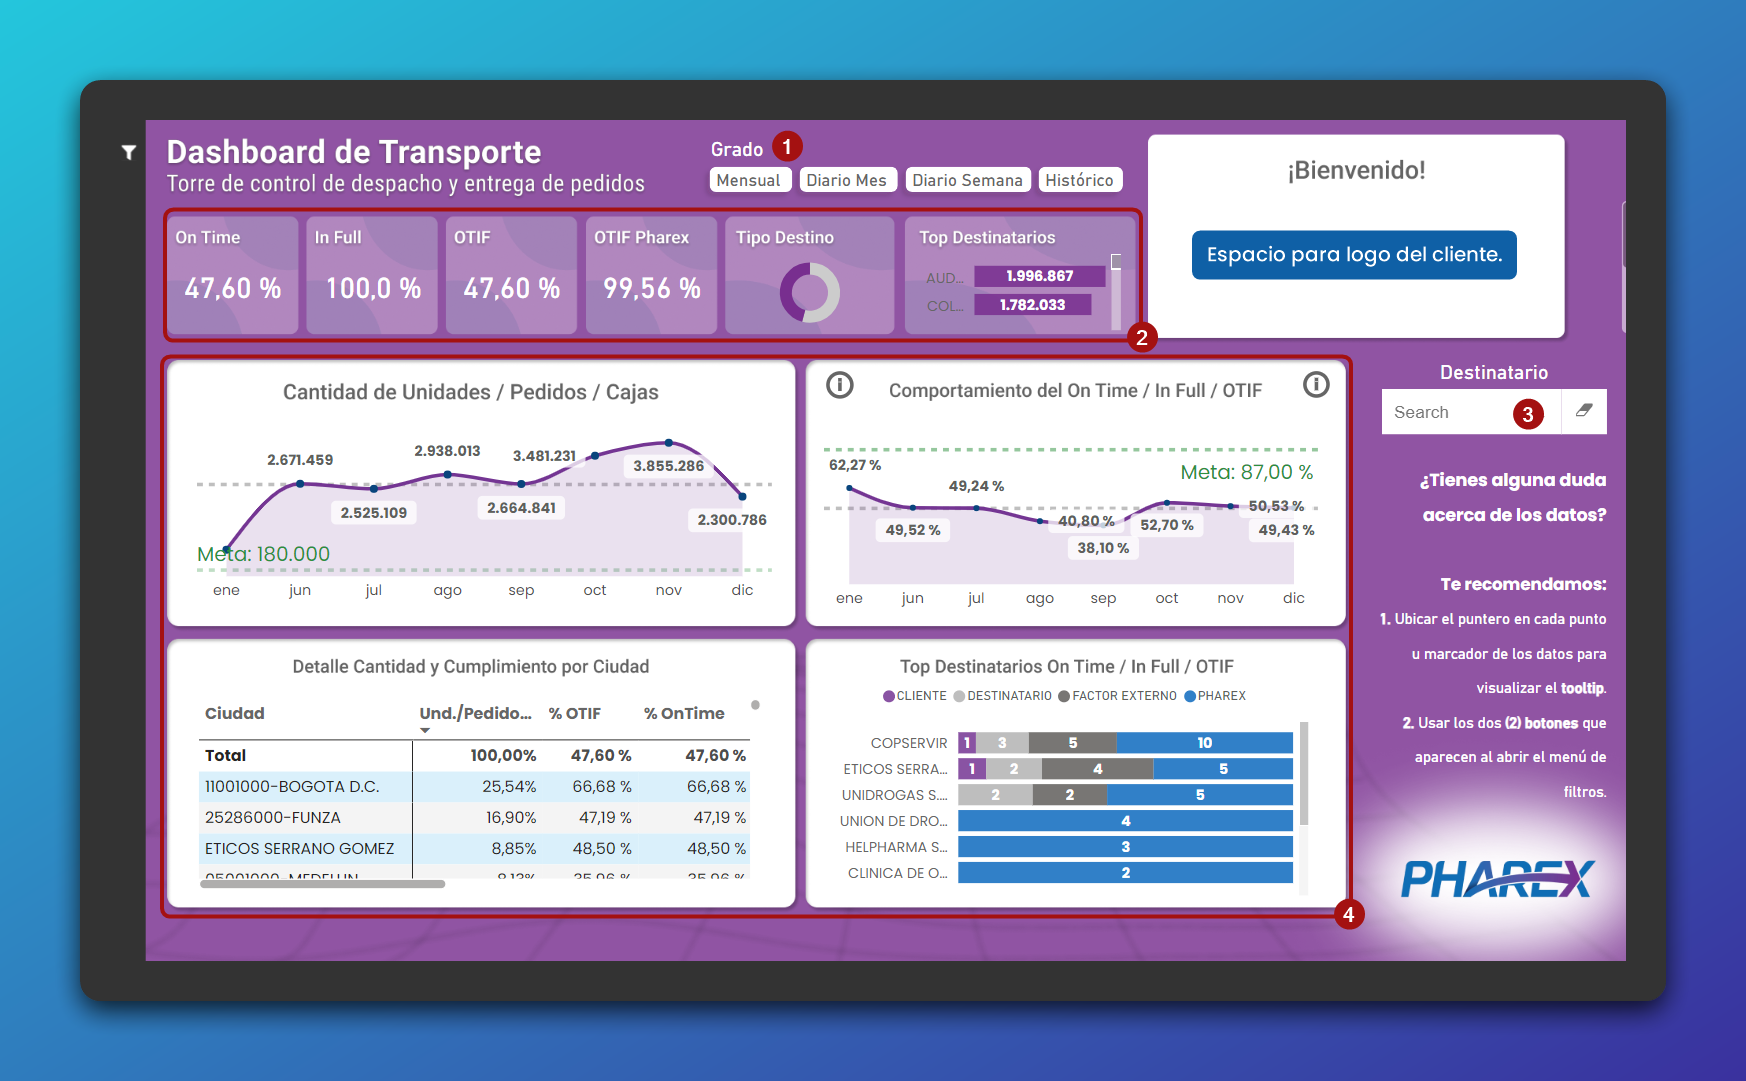 Dashboard de Transporte
Torre de control de despacho y entrega de pedidos
Grado 1
Mensual Diario Mes Diario Semana Histórico
¡Bienvenido!
Espacio para logo del cliente.
On Time In Full OTIF OTIF Pharex Tipo Destino Top Destinatarios
47,60 % 100,0 % 47,60 % 99,56 %
AUD... 1.996.867
COL... 1.782.033
2
Cantidad de Unidades / Pedidos / Cajas
2.671.459
2.938.013
3.481.231
3.855.286
2.525.109
2.664.841
2.300.786
Meta: 180.000
ene jun jul ago sep oct nov dic
Comportamiento del On Time / In Full / OTIF
Meta: 87,00 %
62,27 %
49,24 %
49,52 %
40,80 %
38,10 %
52,70 %
50,53 %
49,43 %
ene jun jul ago sep oct nov dic
Destinatario
Search 3
¿Tienes alguna duda
acerca de los datos?
Te recomendamos:
1. Ubicar el puntero en cada punto
u marcador de los datos para
visualizar el tooltip.
2. Usar los dos (2) botones que
aparecen al abrir el menú de
filtros.
PHAREX
Detalle Cantidad y Cumplimiento por Ciudad
Ciudad Und./Pedido... % OTIF % OnTime
Total 100,00% 47,60 % 47,60 %
11001000-BOGOTA D.C. 25,54% 66,68 % 66,68 %
25286000-FUNZA 16,90% 47,19 % 47,19 %
ETICOS SERRANO GOMEZ 8,85% 48,50 % 48,50 %
05001000-MEDELLIN 8,13% 35,96 % 35,96 %
Top Destinatarios On Time / In Full / OTIF
CLIENTE DESTINATARIO FACTOR EXTERNO PHAREX
COPSERVIR 1 3 5 10
ETICOS SERRA... 1 2 4 5
UNIDROGAS S.... 2 2 5
UNION DE DRO... 4
HELPHARMA S... 3
CLINICA DE O... 2
4